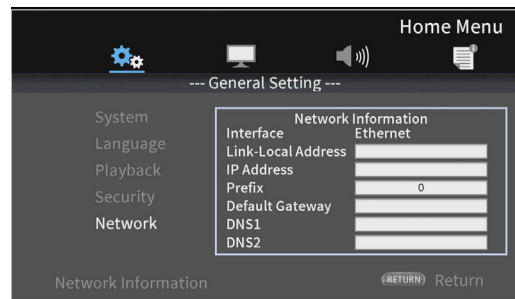 Home Menu
--- General Setting ---
System
Language
Playback
Security
Network
Network Information
Interface Ethernet
Link-Local Address
IP Address
Prefix 0
Default Gateway
DNS1
DNS2
Network Information
RETURN Return